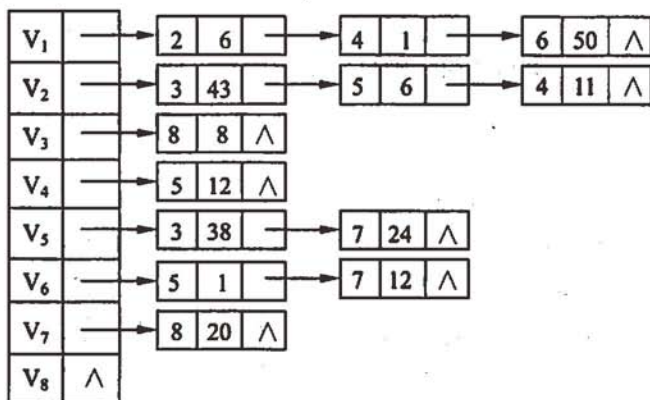 V₁ 2 6 4 1 6 50 ∧
V₂ 3 43 5 6 4 11 ∧
V₃ 8 8 ∧
V₄ 5 12 ∧
V₅ 3 38 7 24 ∧
V₆ 5 1 7 12 ∧
V₇ 8 20 ∧
V₈ ∧